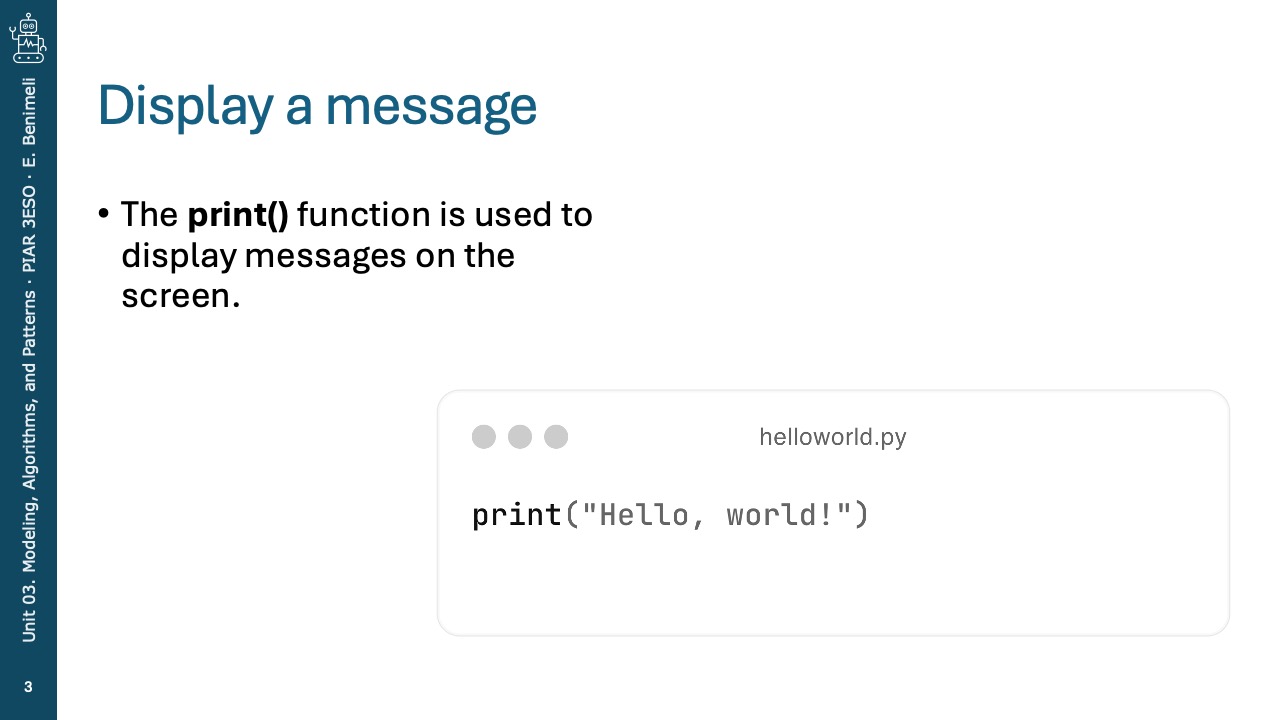 Unit 03. Modeling, Algorithms, and Patterns · PIAR 3ESO · E. Benimeli
Display a message
• The print() function is used to
display messages on the
screen.
helloworld.py
print("Hello, world!")
3